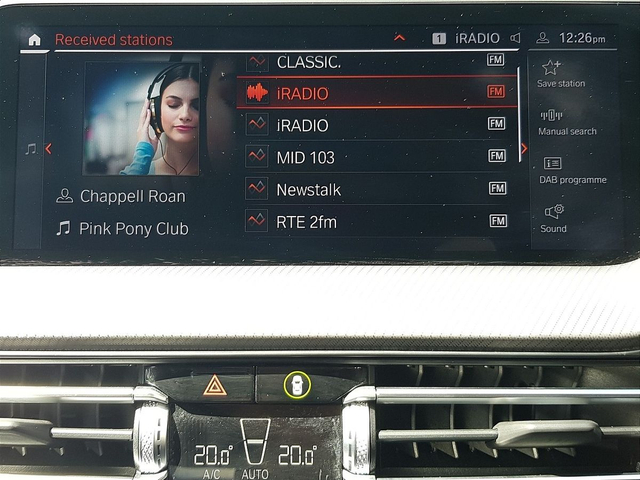 Received stations
1 iRADIO 12:26pm
CLASSIC. FM
iRADIO FM
iRADIO FM
MID 103 FM
Newstalk FM
RTE 2fm FM
Chappell Roan
Pink Pony Club
Save station
Manual search
DAB programme
Sound
20.0° 20.0°
A/C AUTO